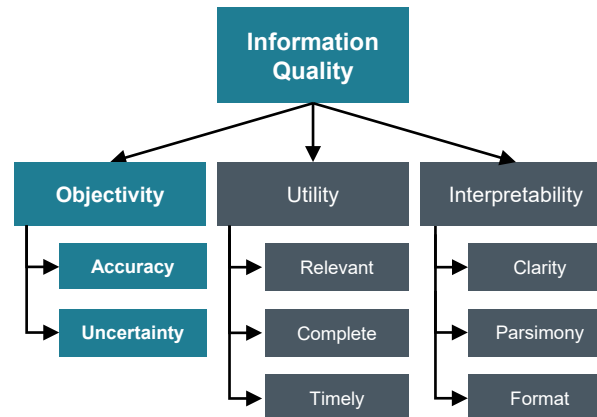 Information
Quality
Objectivity
Utility
Interpretability
Accuracy
Relevant
Clarity
Uncertainty
Complete
Parsimony
Timely
Format